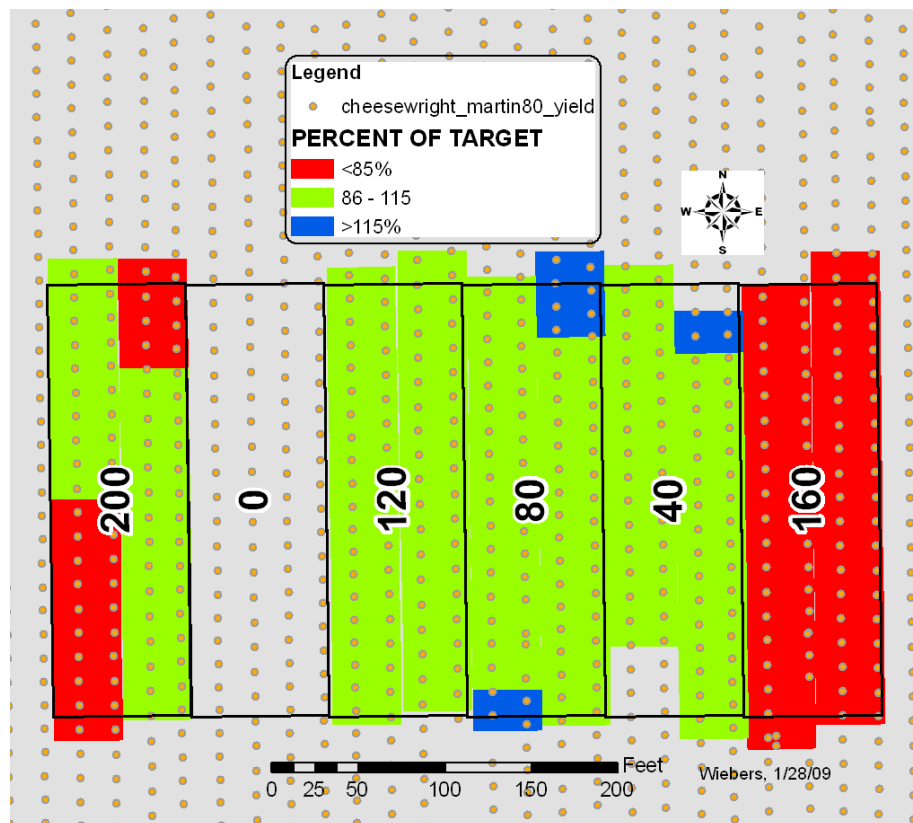 Legend
cheesewright_martin80_yield
PERCENT OF TARGET
<85%
86 - 115
>115%
N
W E
S
200 0 120 80 40 160
Feet
0 25 50 100 150 200
Wiebers, 1/28/09